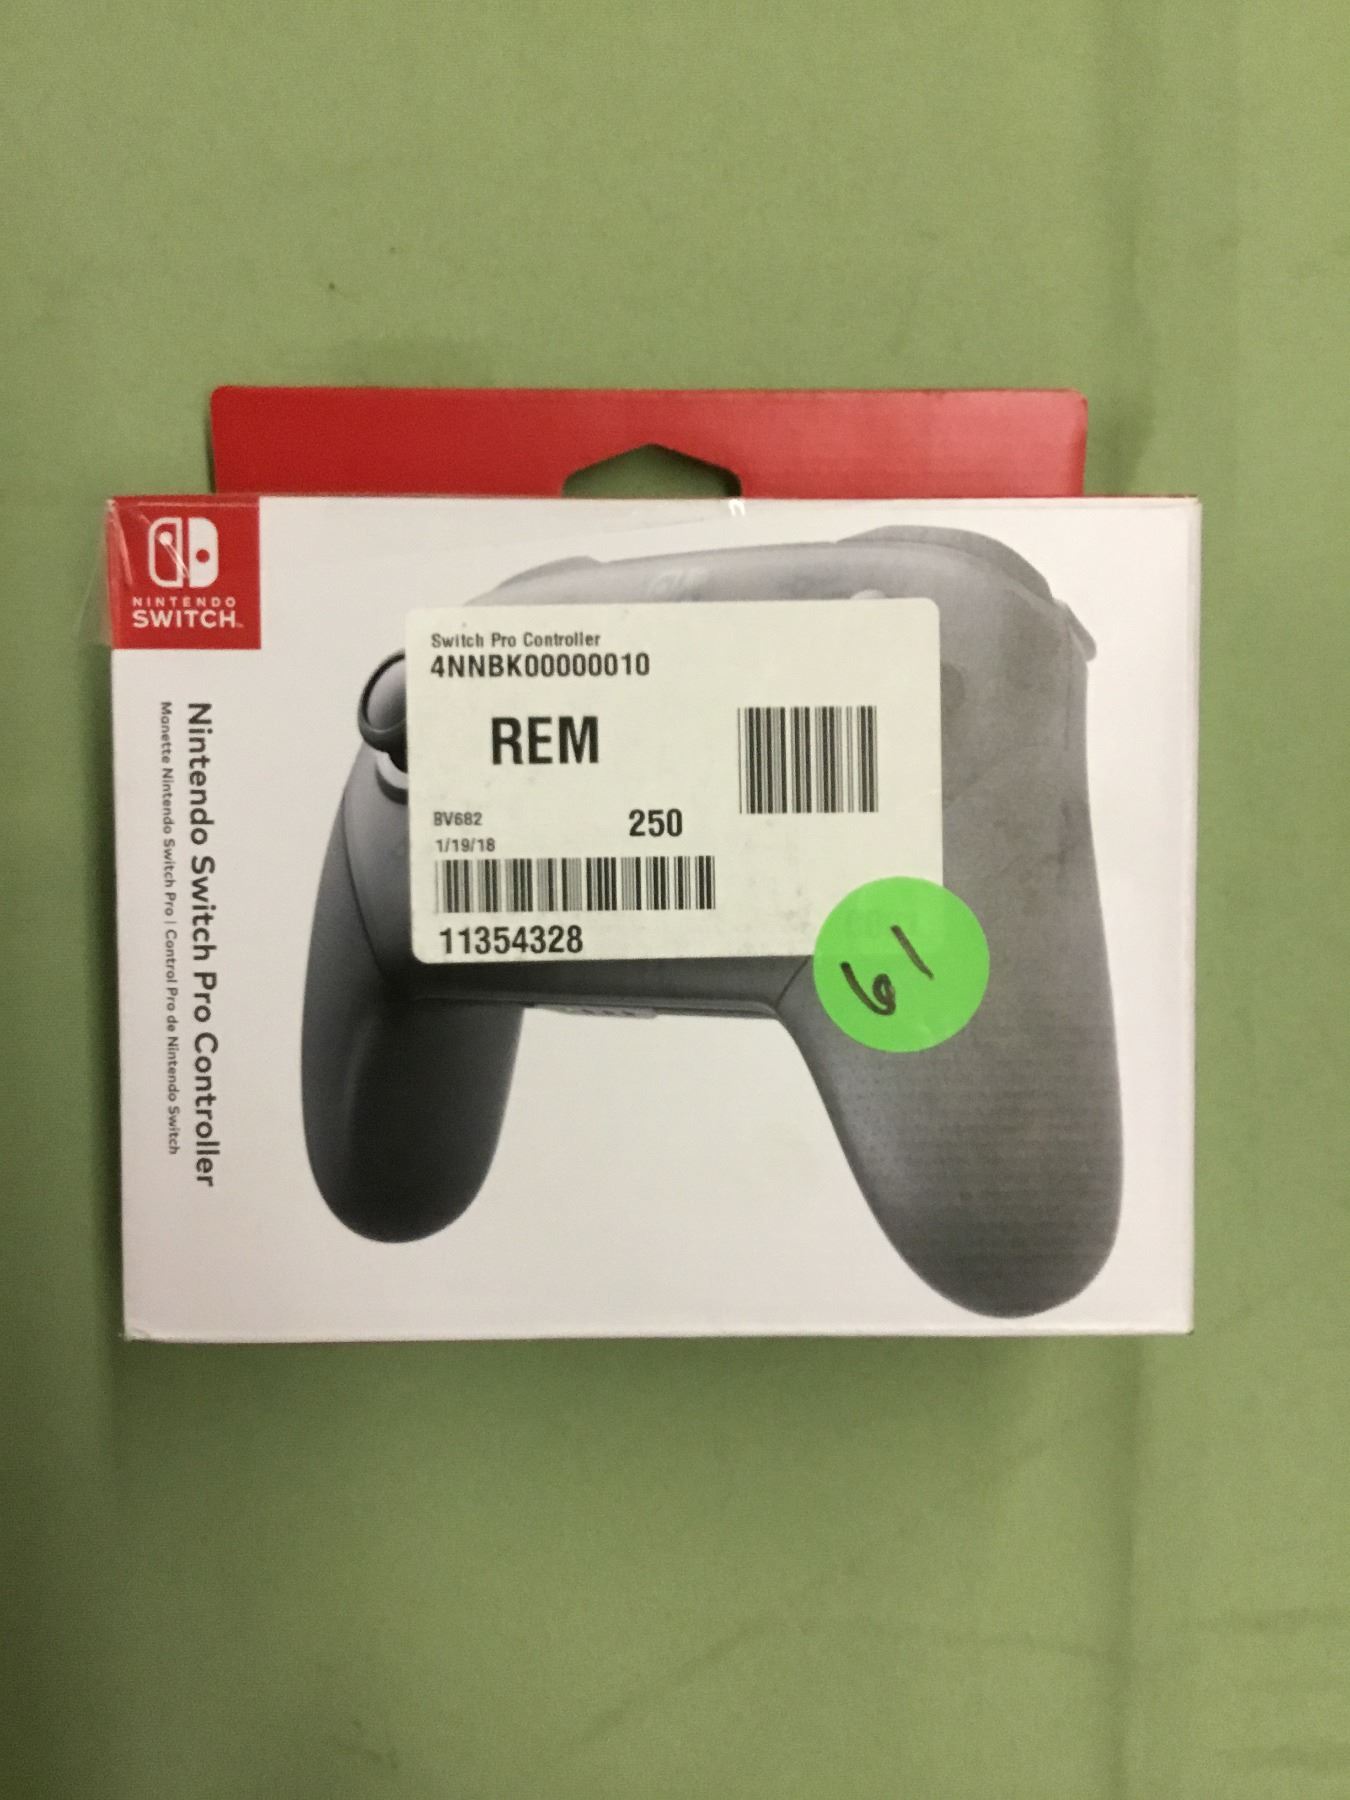 NINTENDO
SWITCH™
Nintendo Switch Pro Controller
Manette Nintendo Switch Pro | Control Pro de Nintendo Switch
Switch Pro Controller
4NNBK00000010
REM
BV682
250
1/19/18
11354328